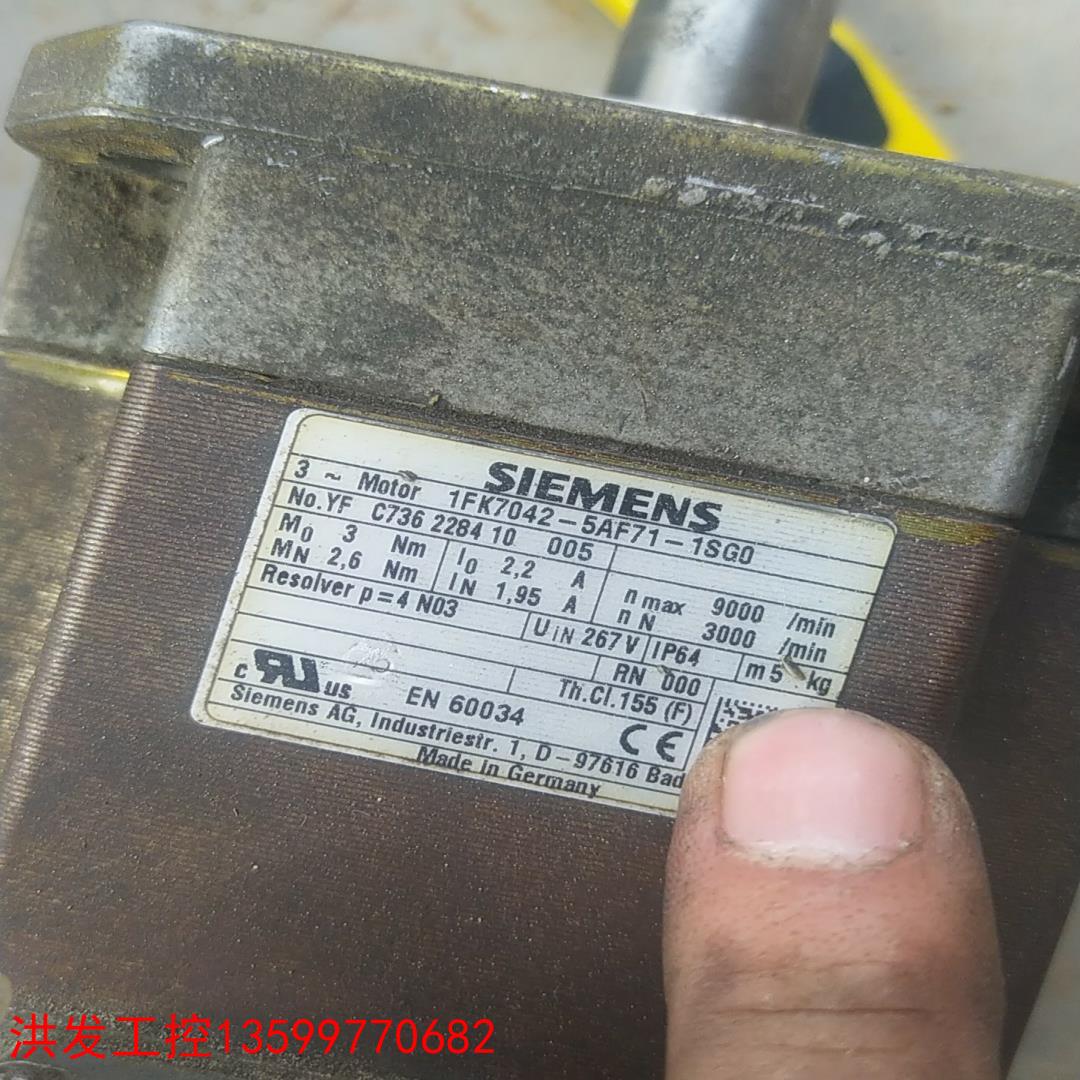 SIEMENS
3 ~ Motor 1FK7042-5AF71-1SG0
No.YF C736 2284 10 005
M0 3 Nm I0 2,2 A n max 9000 /min
MN 2,6 Nm IN 1,95 A n N 3000 /min
Resolver p=4 N03 UiN 267V IP64 m 5 kg
RN 000
c RU us EN 60034 Th.Cl.155 (F)
CE
Siemens AG, Industriestr. 1, D-97616 Bad
Made in Germany
洪发工控13599770682